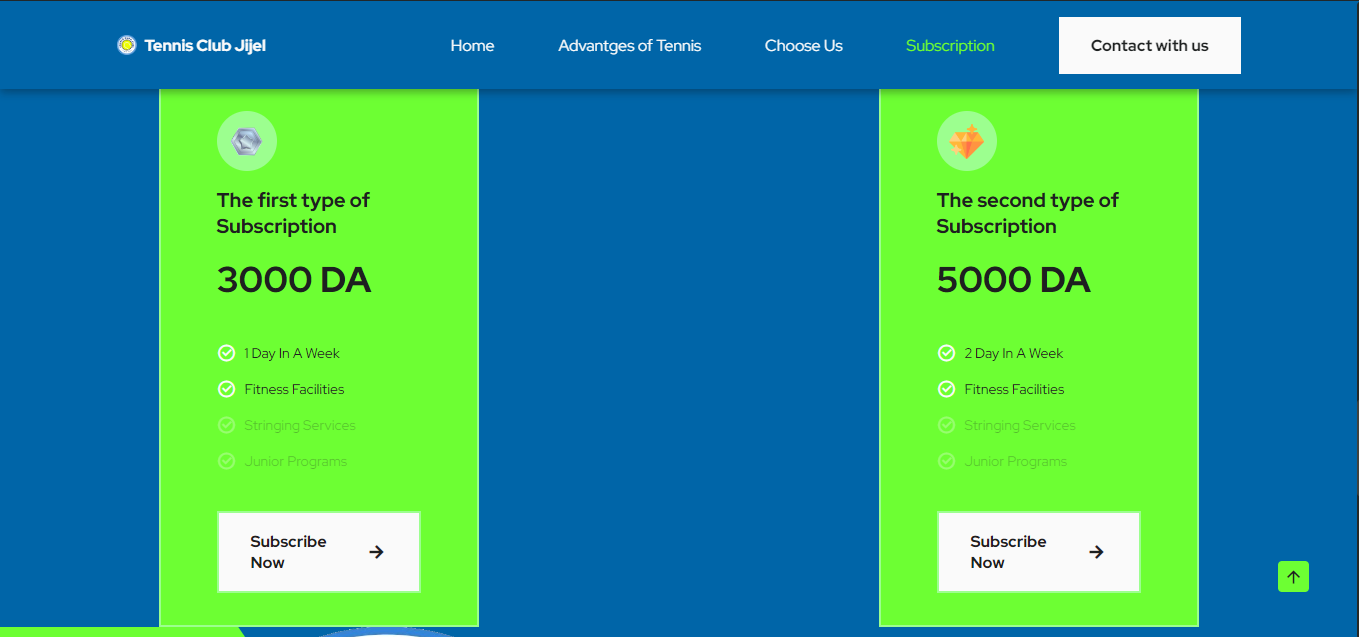 Tennis Club Jijel
Home
Advantges of Tennis
Choose Us
Subscription
Contact with us
The first type of
Subscription
3000 DA
1 Day In A Week
Fitness Facilities
Stringing Services
Junior Programs
Subscribe
Now
The second type of
Subscription
5000 DA
2 Day In A Week
Fitness Facilities
Stringing Services
Junior Programs
Subscribe
Now